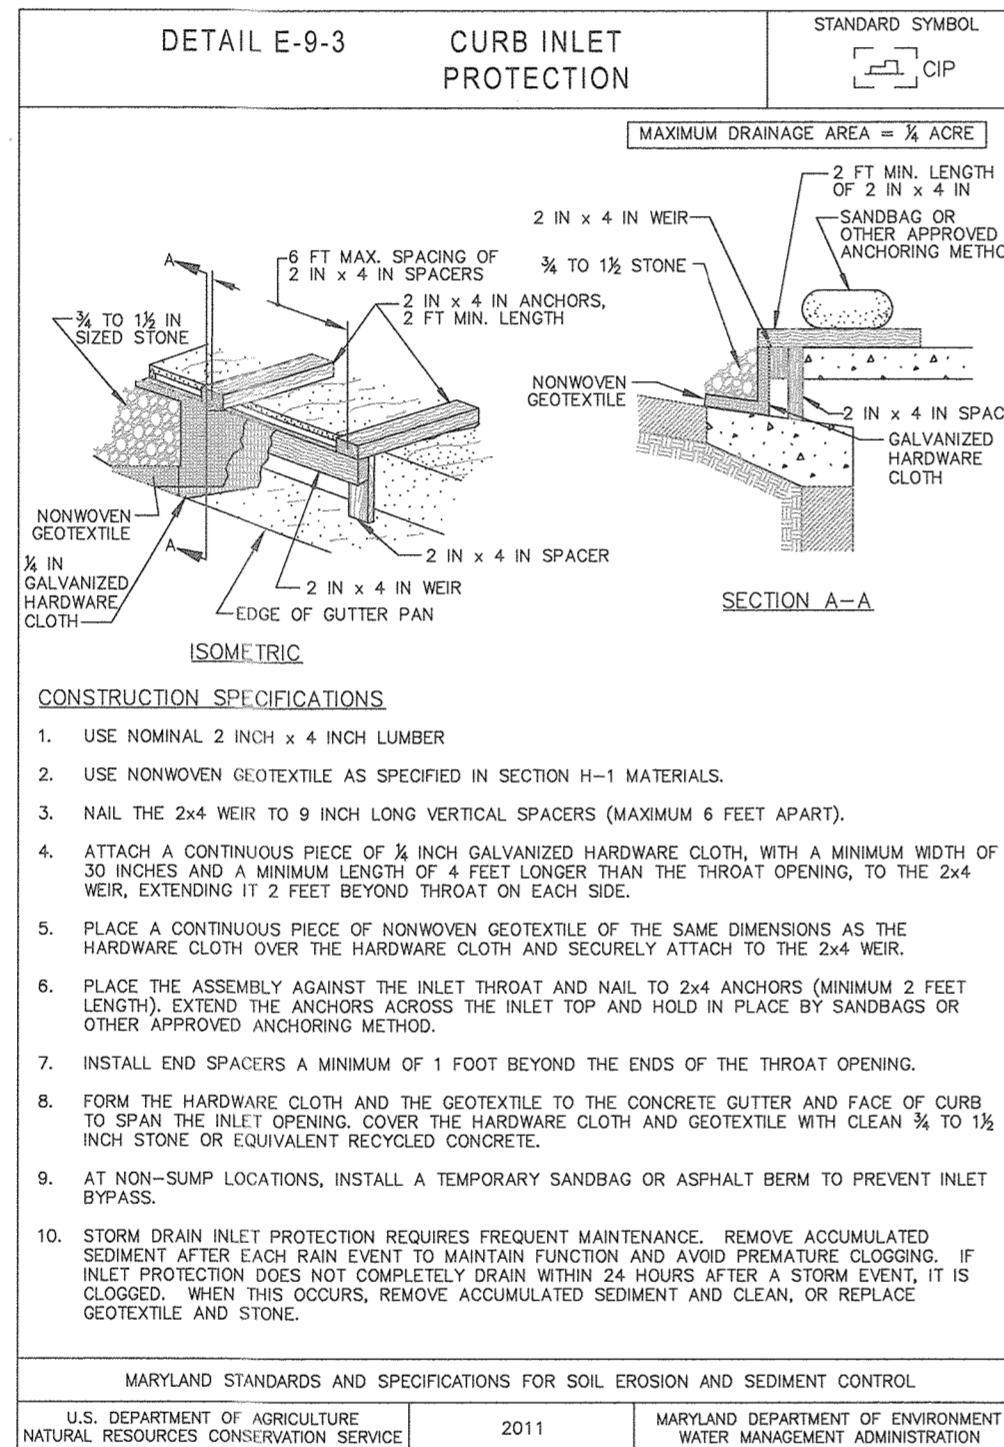 DETAIL E-9-3
CURB INLET
PROTECTION
STANDARD SYMBOL
CIP
MAXIMUM DRAINAGE AREA = ¼ ACRE
2 FT MIN. LENGTH
OF 2 IN x 4 IN
2 IN x 4 IN WEIR
SANDBAG OR
OTHER APPROVED
ANCHORING METHO
¾ TO 1½ STONE
NONWOVEN
GEOTEXTILE
2 IN x 4 IN SPAC
GALVANIZED
HARDWARE
CLOTH
SECTION A-A
A
6 FT MAX. SPACING OF
2 IN x 4 IN SPACERS
2 IN x 4 IN ANCHORS,
2 FT MIN. LENGTH
¾ TO 1½ IN
SIZED STONE
NONWOVEN
GEOTEXTILE
A
¼ IN
GALVANIZED
HARDWARE
CLOTH
2 IN x 4 IN SPACER
2 IN x 4 IN WEIR
EDGE OF GUTTER PAN
ISOMETRIC
CONSTRUCTION SPECIFICATIONS
1. USE NOMINAL 2 INCH x 4 INCH LUMBER
2. USE NONWOVEN GEOTEXTILE AS SPECIFIED IN SECTION H-1 MATERIALS.
3. NAIL THE 2x4 WEIR TO 9 INCH LONG VERTICAL SPACERS (MAXIMUM 6 FEET APART).
4. ATTACH A CONTINUOUS PIECE OF ¼ INCH GALVANIZED HARDWARE CLOTH, WITH A MINIMUM WIDTH OF
30 INCHES AND A MINIMUM LENGTH OF 4 FEET LONGER THAN THE THROAT OPENING, TO THE 2x4
WEIR, EXTENDING IT 2 FEET BEYOND THROAT ON EACH SIDE.
5. PLACE A CONTINUOUS PIECE OF NONWOVEN GEOTEXTILE OF THE SAME DIMENSIONS AS THE
HARDWARE CLOTH OVER THE HARDWARE CLOTH AND SECURELY ATTACH TO THE 2x4 WEIR.
6. PLACE THE ASSEMBLY AGAINST THE INLET THROAT AND NAIL TO 2x4 ANCHORS (MINIMUM 2 FEET
LENGTH). EXTEND THE ANCHORS ACROSS THE INLET TOP AND HOLD IN PLACE BY SANDBAGS OR
OTHER APPROVED ANCHORING METHOD.
7. INSTALL END SPACERS A MINIMUM OF 1 FOOT BEYOND THE ENDS OF THE THROAT OPENING.
8. FORM THE HARDWARE CLOTH AND THE GEOTEXTILE TO THE CONCRETE GUTTER AND FACE OF CURB
TO SPAN THE INLET OPENING. COVER THE HARDWARE CLOTH AND GEOTEXTILE WITH CLEAN ¾ TO 1½
INCH STONE OR EQUIVALENT RECYCLED CONCRETE.
9. AT NON-SUMP LOCATIONS, INSTALL A TEMPORARY SANDBAG OR ASPHALT BERM TO PREVENT INLET
BYPASS.
10. STORM DRAIN INLET PROTECTION REQUIRES FREQUENT MAINTENANCE. REMOVE ACCUMULATED
SEDIMENT AFTER EACH RAIN EVENT TO MAINTAIN FUNCTION AND AVOID PREMATURE CLOGGING. IF
INLET PROTECTION DOES NOT COMPLETELY DRAIN WITHIN 24 HOURS AFTER A STORM EVENT, IT IS
CLOGGED. WHEN THIS OCCURS, REMOVE ACCUMULATED SEDIMENT AND CLEAN, OR REPLACE
GEOTEXTILE AND STONE.
MARYLAND STANDARDS AND SPECIFICATIONS FOR SOIL EROSION AND SEDIMENT CONTROL
U.S. DEPARTMENT OF AGRICULTURE
NATURAL RESOURCES CONSERVATION SERVICE
2011
MARYLAND DEPARTMENT OF ENVIRONMENT
WATER MANAGEMENT ADMINISTRATION